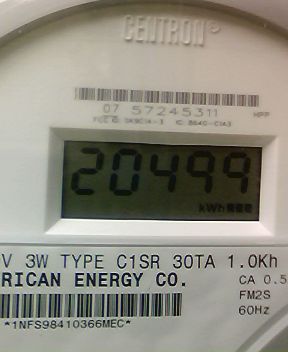 CENTRON®
07 57245311 HPP
20499
kWh
V 3W TYPE C1SR 30TA 1.0Kh
RICAN ENERGY CO. CA 0.5
FM2S
60Hz
*1NFS98410366MEC*